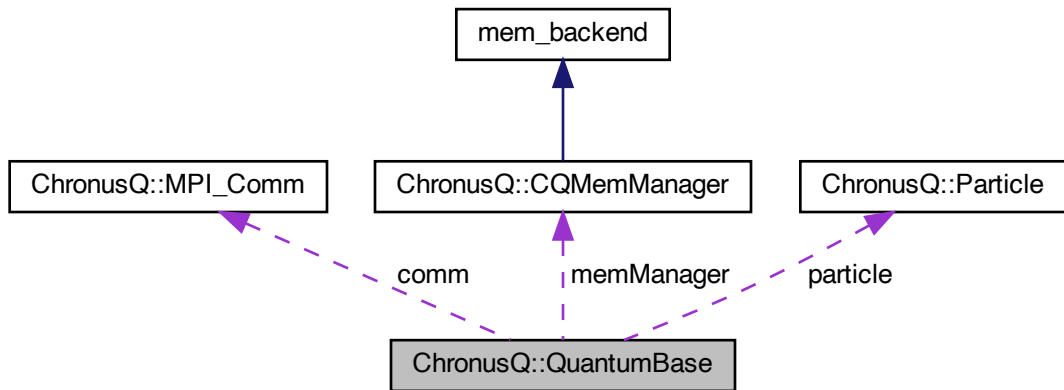 mem_backend
ChronusQ::MPI_Comm
ChronusQ::CQMemManager
ChronusQ::Particle
comm
memManager
particle
ChronusQ::QuantumBase